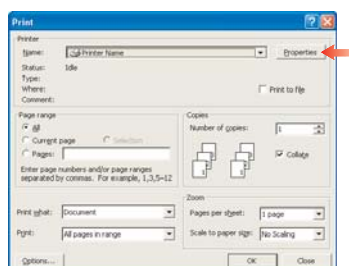 Print
Printer
Name: Printer Name Properties
Status: Idle
Type:
Where:
Comment:
Print to file
Page range
All
Current page Selection
Pages:
Enter page numbers and/or page ranges
separated by commas. For example, 1,3,5–12
Copies
Number of copies: 1
Collate
Print what: Document
Print: All pages in range
Zoom
Pages per sheet: 1 page
Scale to paper size: No Scaling
Options... OK Close